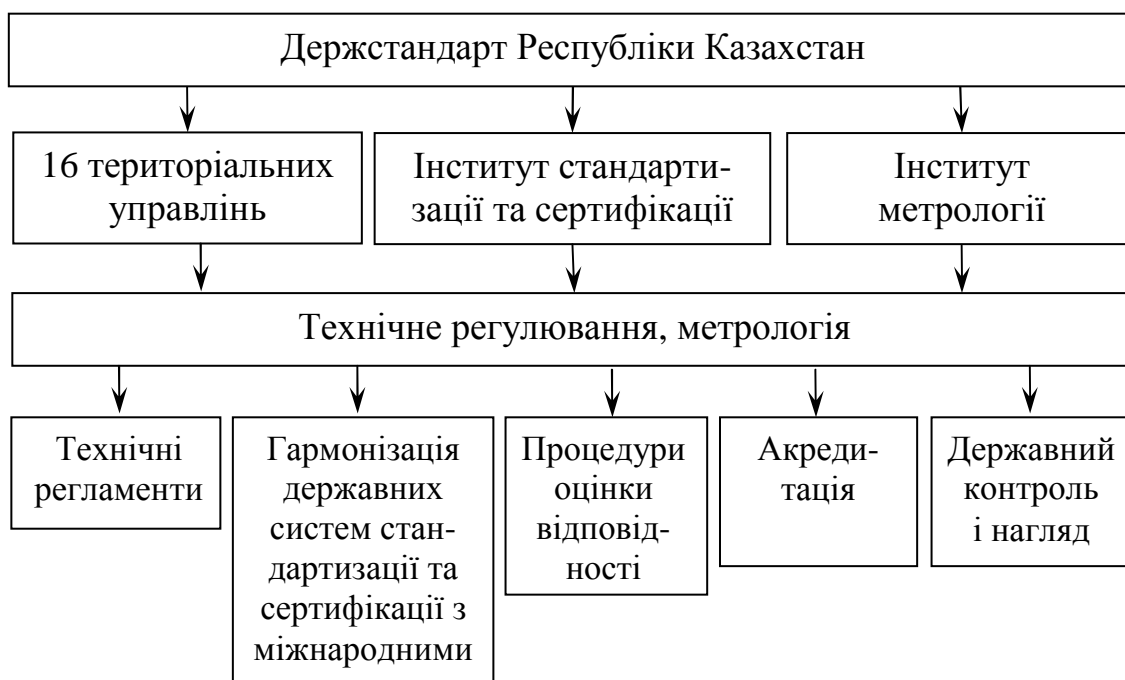 Держстандарт Республіки Казахстан
16 територіальних
управлінь
Інститут стандарти-
зації та сертифікації
Інститут
метрології
Технічне регулювання, метрологія
Технічні
регламенти
Гармонізація
державних
систем стан-
дартизації та
сертифікації з
міжнародними
Процедури
оцінки
відповід-
ності
Акреди-
тація
Державний
контроль
і нагляд